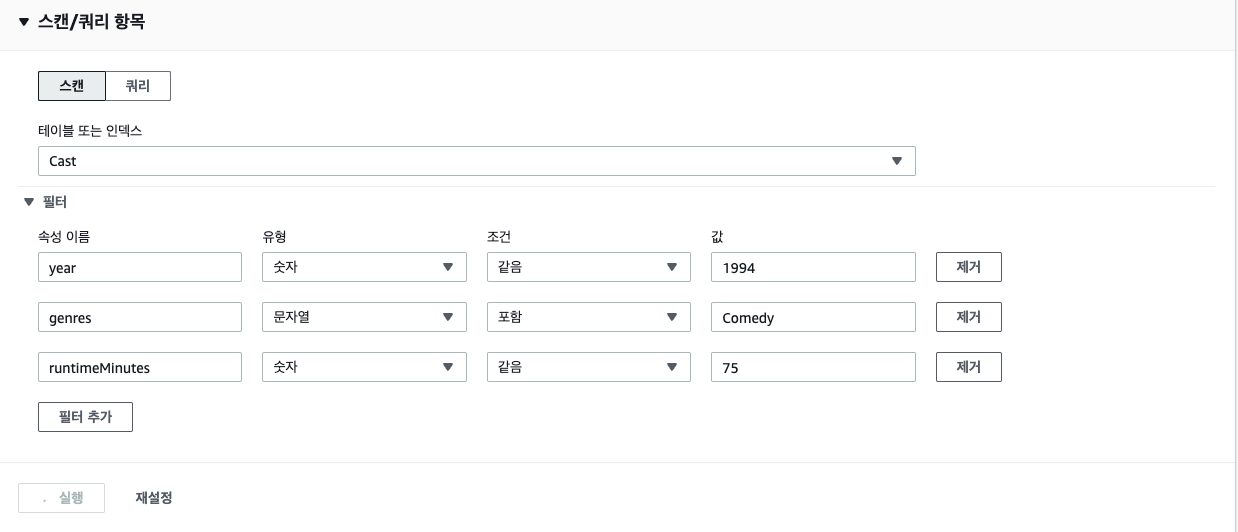 스캔/쿼리 항목
스캔 쿼리
테이블 또는 인덱스
Cast
필터
속성 이름 유형 조건 값
year 숫자 같음 1994 제거
genres 문자열 포함 Comedy 제거
runtimeMinutes 숫자 같음 75 제거
필터 추가
실행 재설정